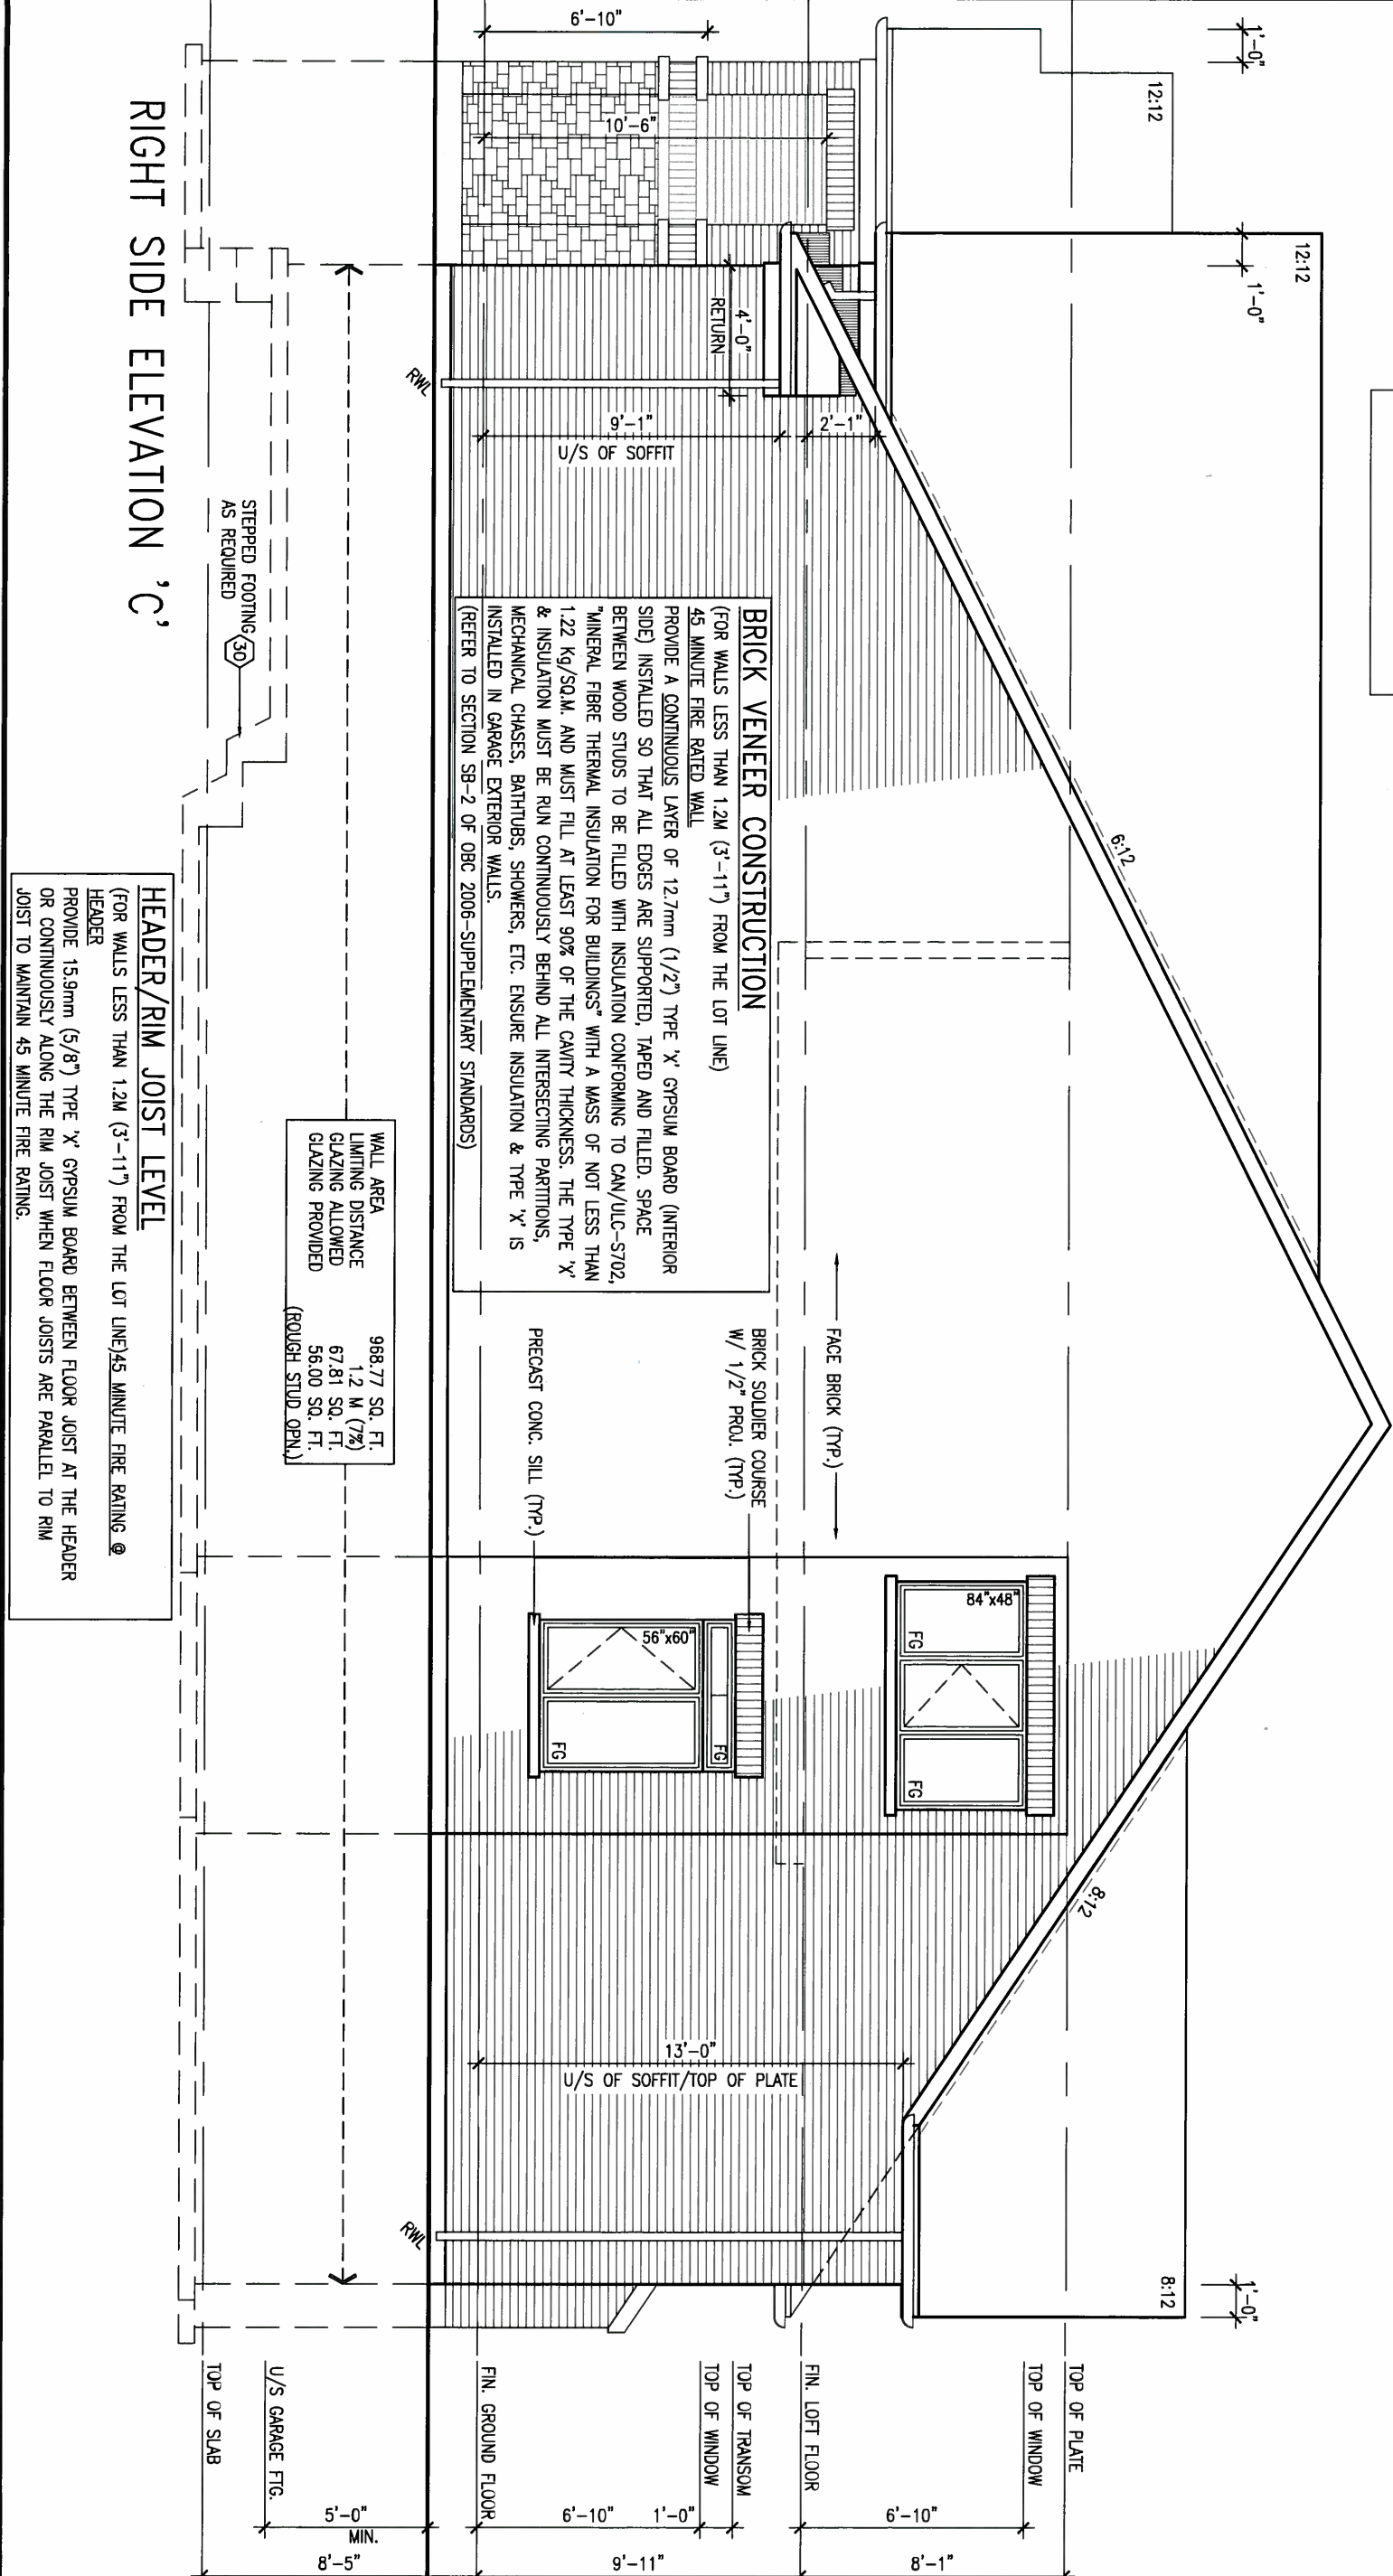 1'-0"
12:12
6'-10"
10'-6"
12:12
1'-0"
4'-0"
RETURN
RWL
9'-1"
U/S OF SOFFIT
2'-1"
6:12
BRICK VENEER CONSTRUCTION
(FOR WALLS LESS THAN 1.2M (3'-11") FROM THE LOT LINE)
45 MINUTE FIRE RATED WALL
PROVIDE A CONTINUOUS LAYER OF 12.7mm (1/2") TYPE 'X' GYPSUM BOARD (INTERIOR
SIDE) INSTALLED SO THAT ALL EDGES ARE SUPPORTED, TAPED AND FILLED. SPACE
BETWEEN WOOD STUDS TO BE FILLED WITH INSULATION CONFORMING TO CAN/ULC-S702,
"MINERAL FIBRE THERMAL INSULATION FOR BUILDINGS" WITH A MASS OF NOT LESS THAN
1.22 Kg/SQ.M. AND MUST FILL AT LEAST 90% OF THE CAVITY THICKNESS. THE TYPE 'X'
& INSULATION MUST BE RUN CONTINUOUSLY BEHIND ALL INTERSECTING PARTITIONS,
MECHANICAL CHASES, BATHTUBS, SHOWERS, ETC. ENSURE INSULATION & TYPE 'X' IS
INSTALLED IN GARAGE EXTERIOR WALLS.
(REFER TO SECTION SB-2 OF OBC 2006-SUPPLEMENTARY STANDARDS)
FACE BRICK (TYP.)
BRICK SOLDIER COURSE
W/ 1/2" PROJ. (TYP.)
PRECAST CONC. SILL (TYP.)
84"x48"
FG
FG
56"x60"
FG
FG
8:12
13'-0"
U/S OF SOFFIT/TOP OF PLATE
RWL
8:12
1'-0"
TOP OF PLATE
TOP OF WINDOW
FIN. LOFT FLOOR
TOP OF TRANSOM
TOP OF WINDOW
FIN. GROUND FLOOR
U/S GARAGE FTG.
TOP OF SLAB
6'-10"
1'-0"
6'-10"
5'-0"
MIN.
8'-1"
9'-11"
8'-5"
WALL AREA 968.77 SQ. FT.
LIMITING DISTANCE 1.2 M (7%)
GLAZING ALLOWED 67.81 SQ. FT.
GLAZING PROVIDED 56.00 SQ. FT.
(ROUGH STUD OPN.)
STEPPED FOOTING
AS REQUIRED
30
HEADER/RIM JOIST LEVEL
(FOR WALLS LESS THAN 1.2M (3'-11") FROM THE LOT LINE)45 MINUTE FIRE RATING @
HEADER
PROVIDE 15.9mm (5/8") TYPE 'X' GYPSUM BOARD BETWEEN FLOOR JOIST AT THE HEADER
OR CONTINUOUSLY ALONG THE RIM JOIST WHEN FLOOR JOISTS ARE PARALLEL TO RIM
JOIST TO MAINTAIN 45 MINUTE FIRE RATING.
RIGHT SIDE ELEVATION 'C'